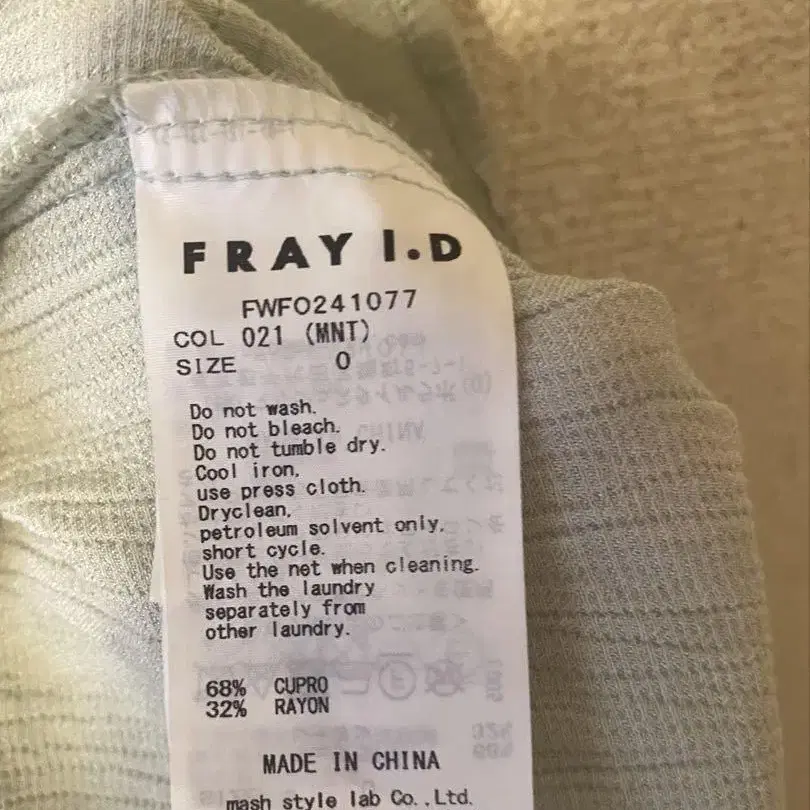 FRAY I.D
FWFO241077
COL 021 (MNT)
SIZE 0
Do not wash.
Do not bleach.
Do not tumble dry.
Cool iron,
use press cloth.
Dryclean,
petroleum solvent only.
short cycle.
Use the net when cleaning.
Wash the laundry
separately from
other laundry.
68% CUPRO
32% RAYON
MADE IN CHINA
mash style lab Co.,Ltd.